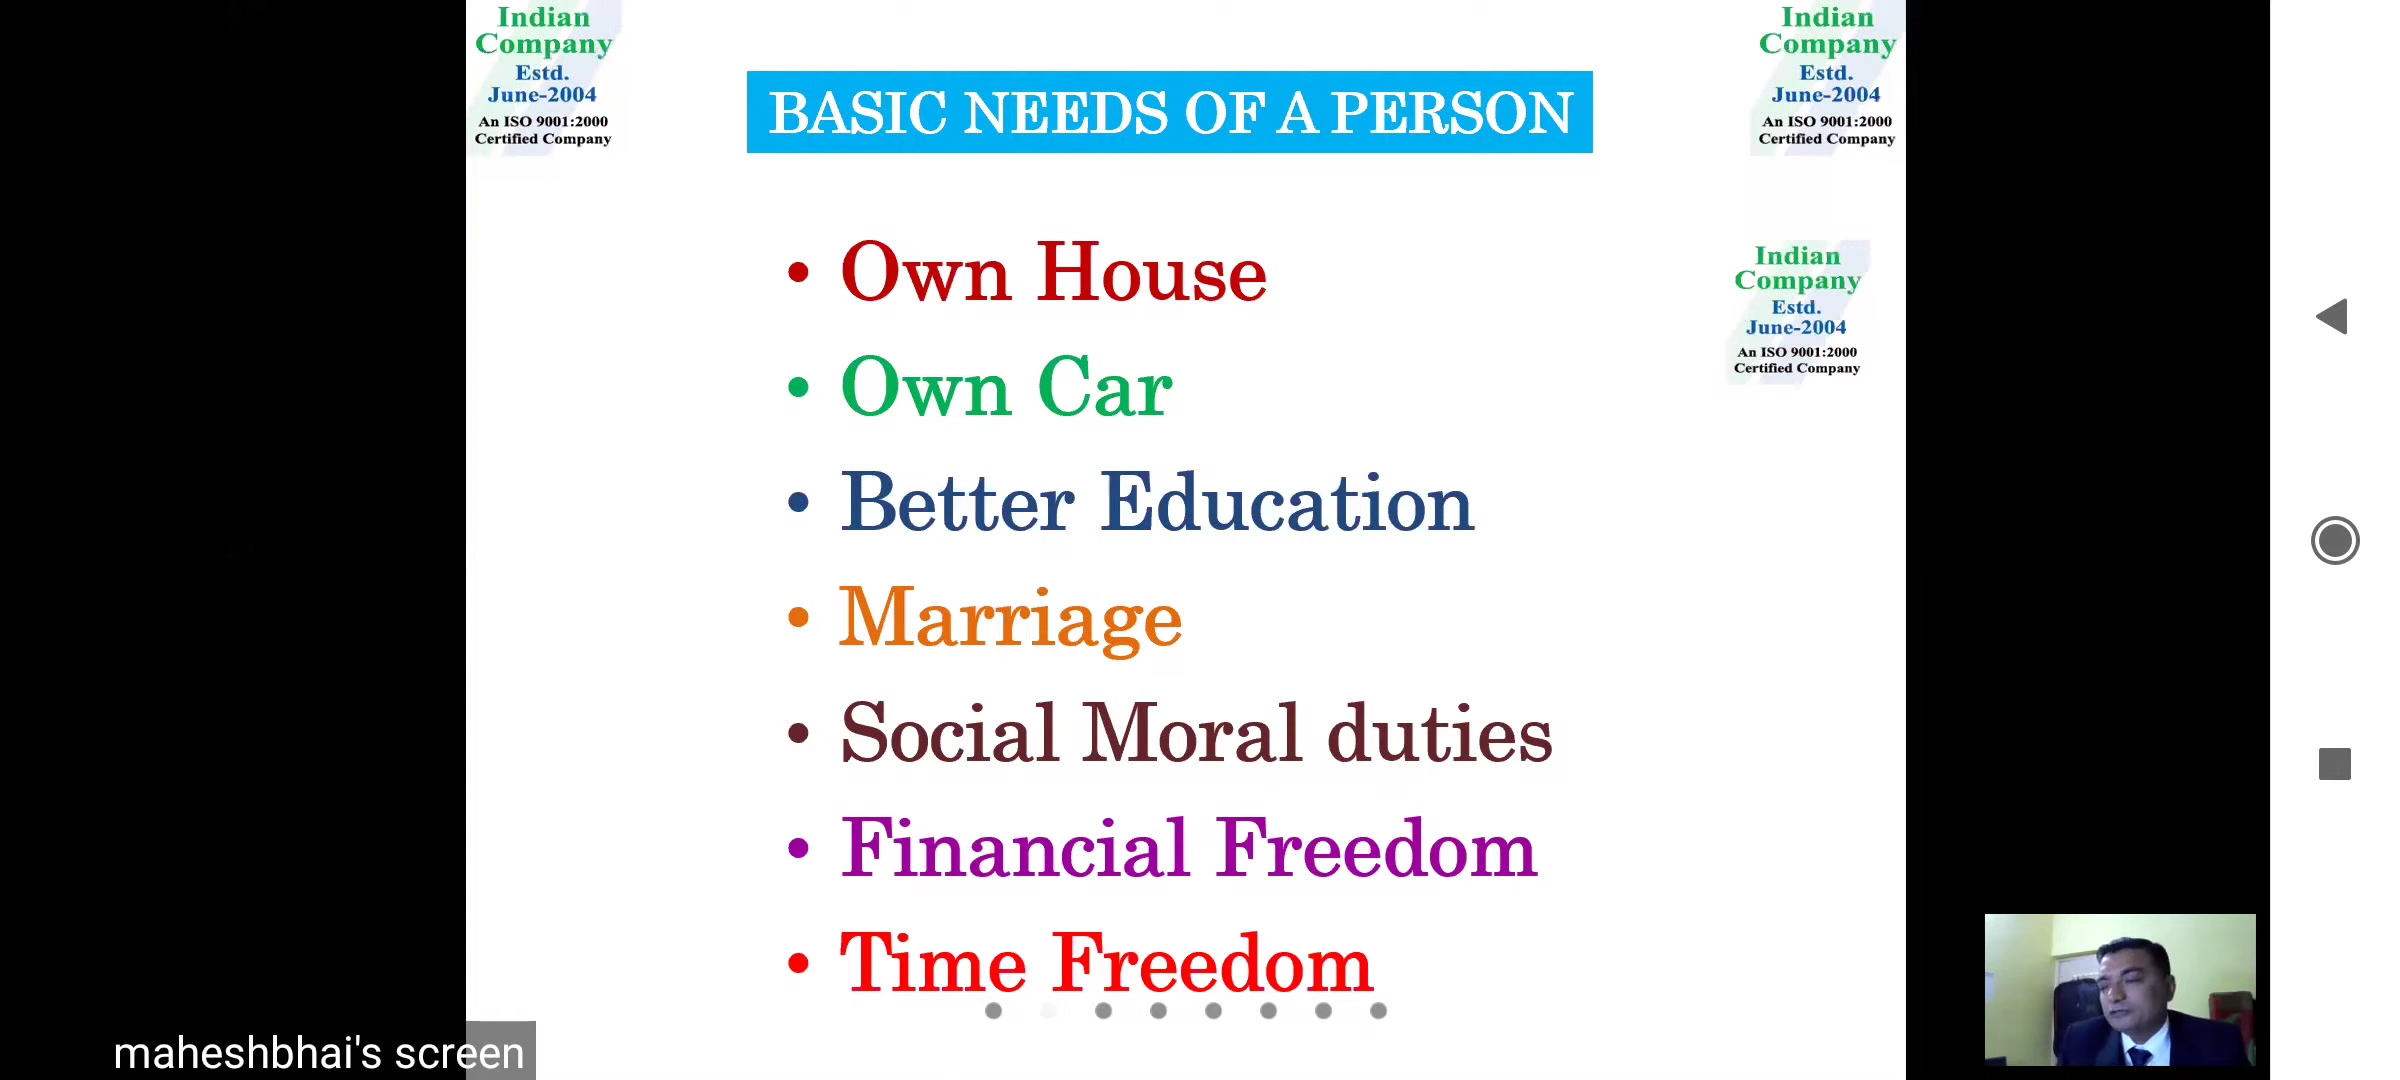 Indian
Company
Estd.
June-2004
An ISO 9001:2000
Certified Company
BASIC NEEDS OF A PERSON
Indian
Company
Estd.
June-2004
An ISO 9001:2000
Certified Company
• Own House
• Own Car
• Better Education
• Marriage
• Social Moral duties
• Financial Freedom
• Time Freedom
Indian
Company
Estd.
June-2004
An ISO 9001:2000
Certified Company
maheshbhai's screen